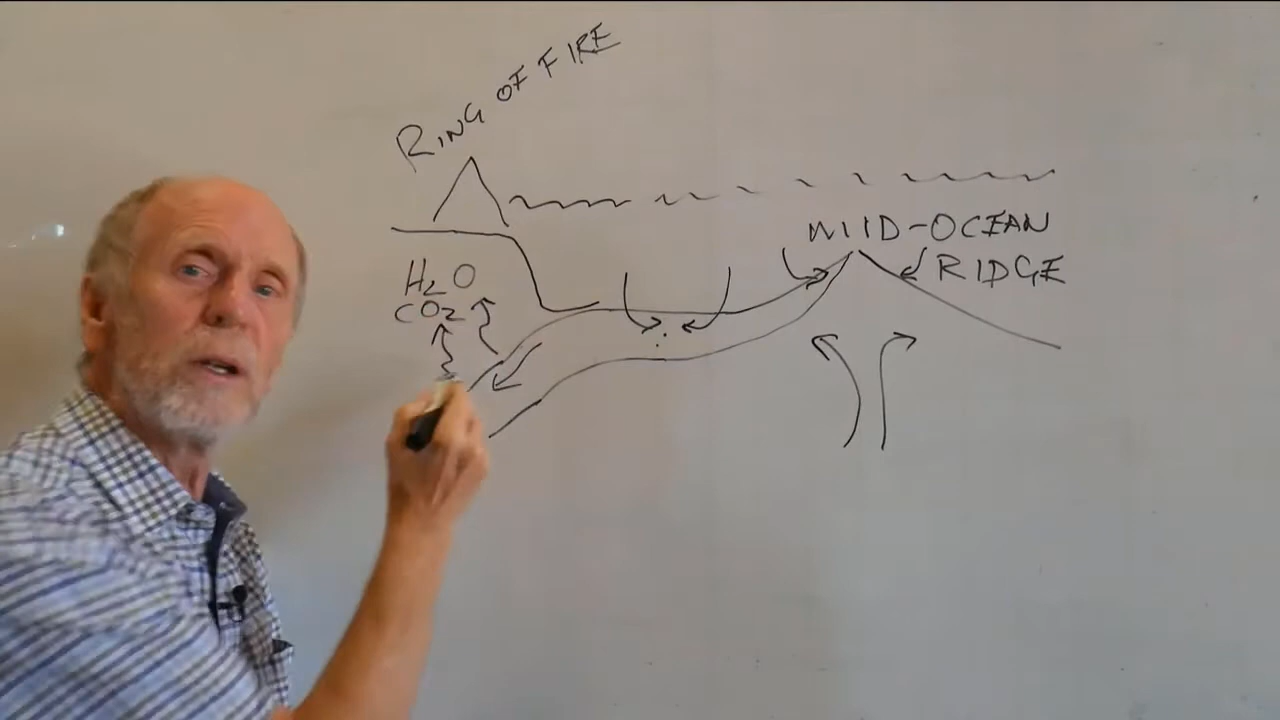 RING OF FIRE
MID-OCEAN
RIDGE
H2O
CO2